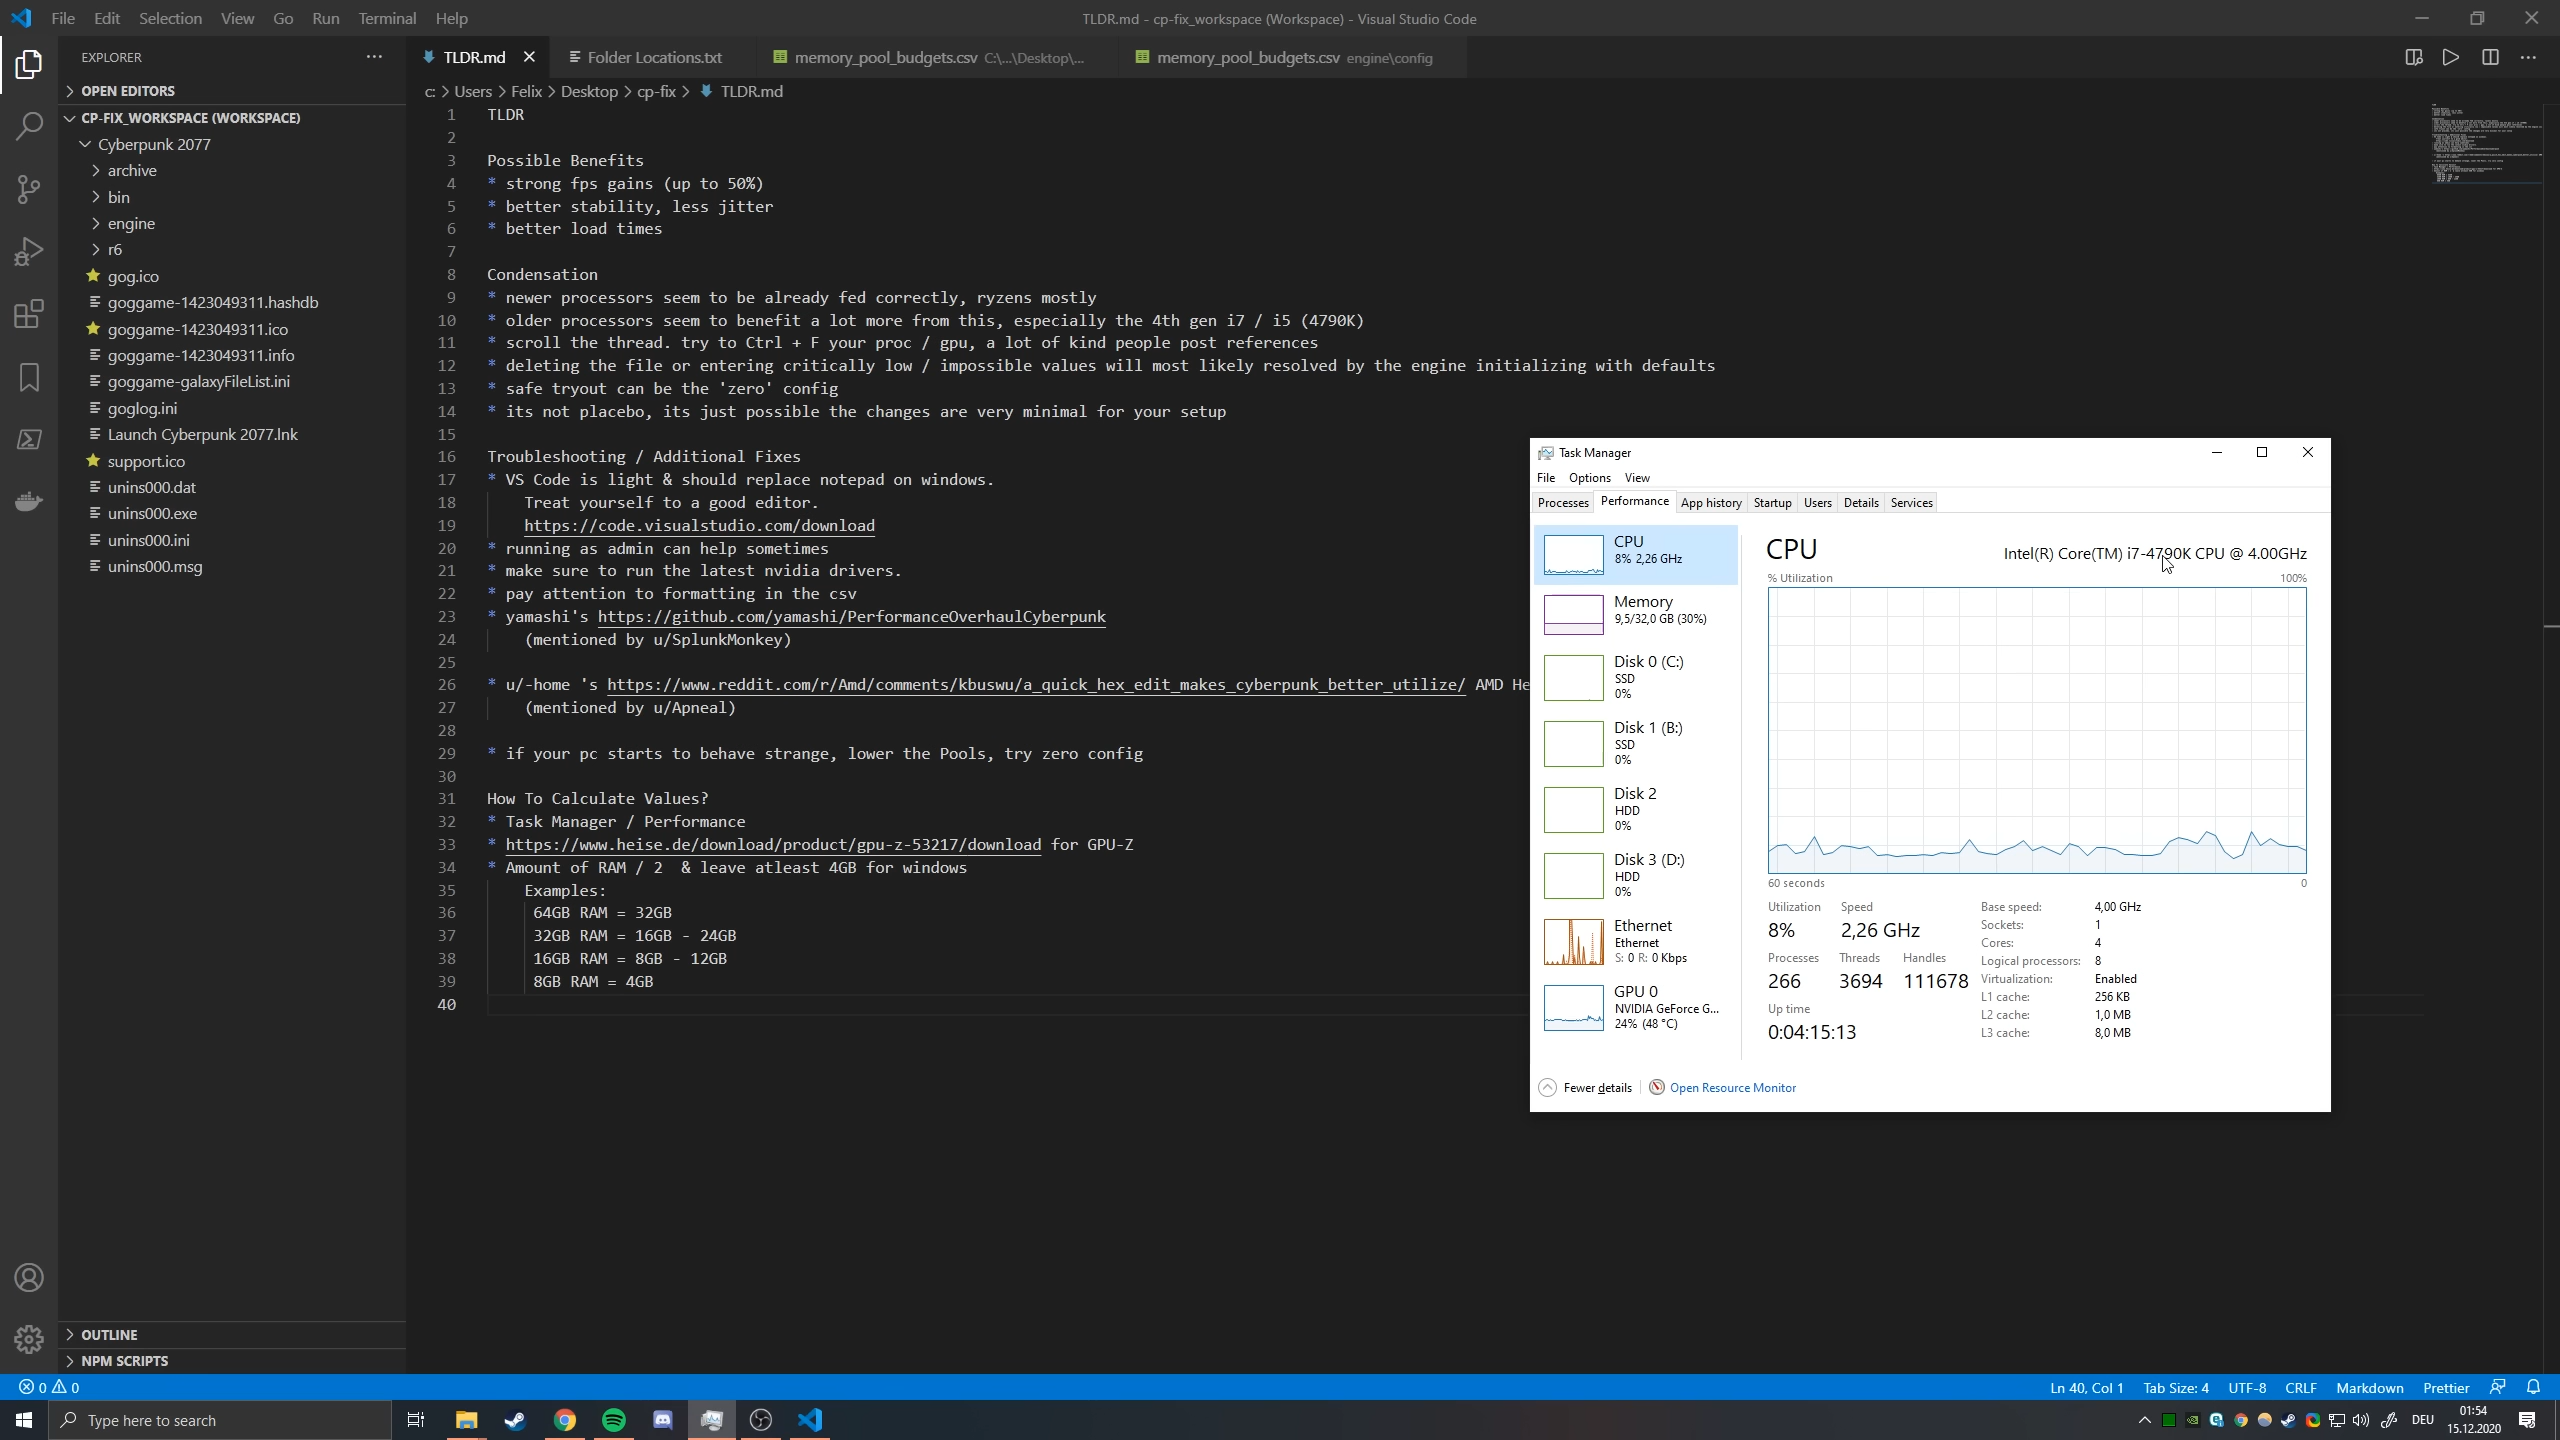 File Edit Selection View Go Run Terminal Help
TLDR.md - cp-fix_workspace (Workspace) - Visual Studio Code
EXPLORER
OPEN EDITORS
CP-FIX_WORKSPACE (WORKSPACE)
Cyberpunk 2077
archive
bin
engine
r6
gog.ico
goggame-1423049311.hashdb
goggame-1423049311.ico
goggame-1423049311.info
goggame-galaxyFileList.ini
goglog.ini
Launch Cyberpunk 2077.lnk
support.ico
unins000.dat
unins000.exe
unins000.ini
unins000.msg
OUTLINE
NPM SCRIPTS
TLDR.md
Folder Locations.txt
memory_pool_budgets.csv C:\...\Desktop\...
memory_pool_budgets.csv engine\config
c: > Users > Felix > Desktop > cp-fix > TLDR.md
1 TLDR
2
3 Possible Benefits
4 * strong fps gains (up to 50%)
5 * better stability, less jitter
6 * better load times
7
8 Condensation
9 * newer processors seem to be already fed correctly, ryzens mostly
10 * older processors seem to benefit a lot more from this, especially the 4th gen i7 / i5 (4790K)
11 * scroll the thread. try to Ctrl + F your proc / gpu, a lot of kind people post references
12 * deleting the file or entering critically low / impossible values will most likely resolved by the engine initializing with defaults
13 * safe tryout can be the 'zero' config
14 * its not placebo, its just possible the changes are very minimal for your setup
15
16 Troubleshooting / Additional Fixes
17 * VS Code is light & should replace notepad on windows.
18 Treat yourself to a good editor.
19 https://code.visualstudio.com/download
20 * running as admin can help sometimes
21 * make sure to run the latest nvidia drivers.
22 * pay attention to formatting in the csv
23 * yamashi's https://github.com/yamashi/PerformanceOverhaulCyberpunk
24 (mentioned by u/SplunkMonkey)
25
26 * u/-home 's https://www.reddit.com/r/Amd/comments/kbuswu/a_quick_hex_edit_makes_cyberpunk_better_utilize/ AMD He
27 (mentioned by u/Apneal)
28
29 * if your pc starts to behave strange, lower the Pools, try zero config
30
31 How To Calculate Values?
32 * Task Manager / Performance
33 * https://www.heise.de/download/product/gpu-z-53217/download for GPU-Z
34 * Amount of RAM / 2 & leave atleast 4GB for windows
35 Examples:
36 64GB RAM = 32GB
37 32GB RAM = 16GB - 24GB
38 16GB RAM = 8GB - 12GB
39 8GB RAM = 4GB
40
Task Manager
File Options View
Processes Performance App history Startup Users Details Services
CPU
8% 2,26 GHz
Memory
9,5/32,0 GB (30%)
Disk 0 (C:)
SSD
0%
Disk 1 (B:)
SSD
0%
Disk 2
HDD
0%
Disk 3 (D:)
HDD
0%
Ethernet
Ethernet
S: 0 R: 0 Kbps
GPU 0
NVIDIA GeForce G...
24% (48 °C)
CPU
Intel(R) Core(TM) i7-4790K CPU @ 4.00GHz
% Utilization 100%
60 seconds 0
Utilization Speed
8% 2,26 GHz
Processes Threads Handles
266 3694 111678
Up time
0:04:15:13
Base speed: 4,00 GHz
Sockets: 1
Cores: 4
Logical processors: 8
Virtualization: Enabled
L1 cache: 256 KB
L2 cache: 1,0 MB
L3 cache: 8,0 MB
Fewer details
Open Resource Monitor
0 0
Ln 40, Col 1 Tab Size: 4 UTF-8 CRLF Markdown Prettier
Type here to search
DEU
01:54
15.12.2020